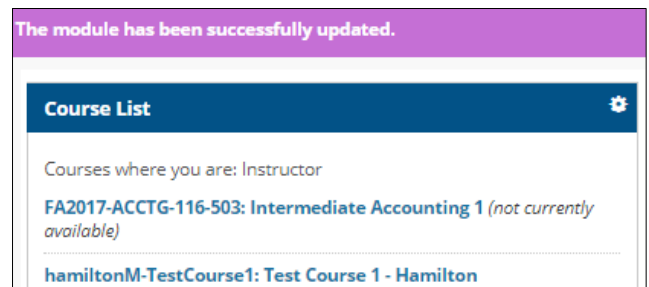 The module has been successfully updated.
Course List
Courses where you are: Instructor
FA2017-ACCTG-116-503: Intermediate Accounting 1 (not currently
available)
hamiltonM-TestCourse1: Test Course 1 - Hamilton